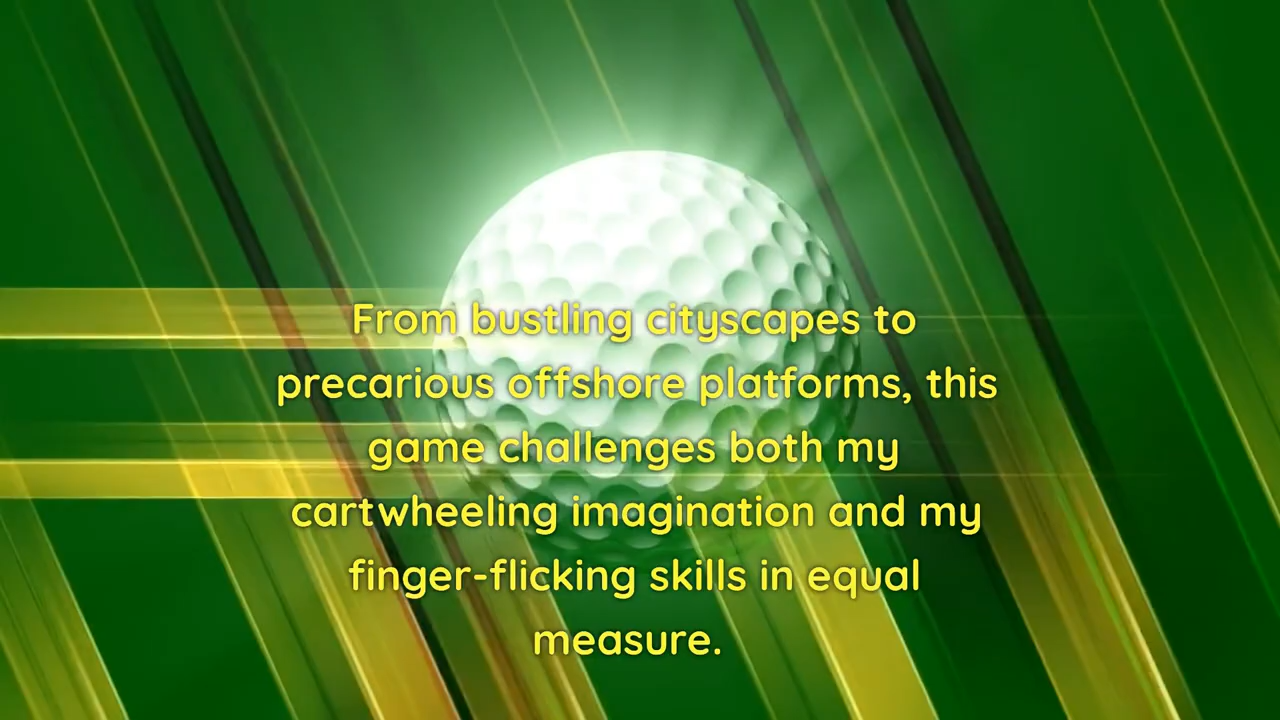 From bustling cityscapes to
precarious offshore platforms, this
game challenges both my
cartwheeling imagination and my
finger-flicking skills in equal
measure.